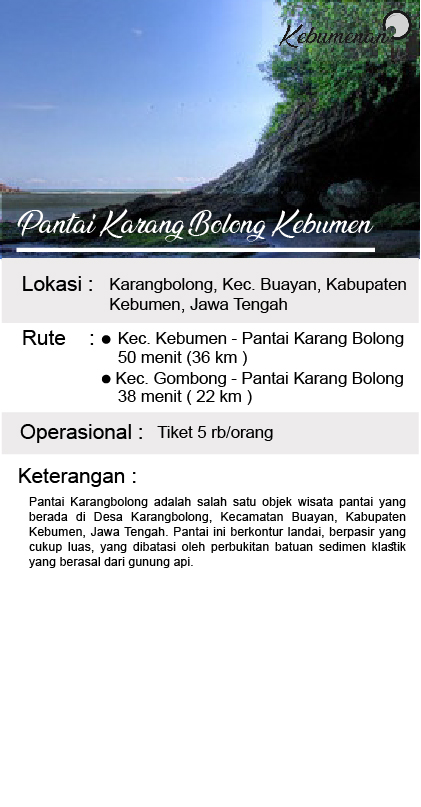 Kebumenan
Pantai Karang Bolong Kebumen
Lokasi : Karangbolong, Kec. Buayan, Kabupaten
Kebumen, Jawa Tengah
Rute : ● Kec. Kebumen - Pantai Karang Bolong
50 menit (36 km )
● Kec. Gombong - Pantai Karang Bolong
38 menit ( 22 km )
Operasional : Tiket 5 rb/orang
Keterangan :
Pantai Karangbolong adalah salah satu objek wisata pantai yang
berada di Desa Karangbolong, Kecamatan Buayan, Kabupaten
Kebumen, Jawa Tengah. Pantai ini berkontur landai, berpasir yang
cukup luas, yang dibatasi oleh perbukitan batuan sedimen klastik
yang berasal dari gunung api.